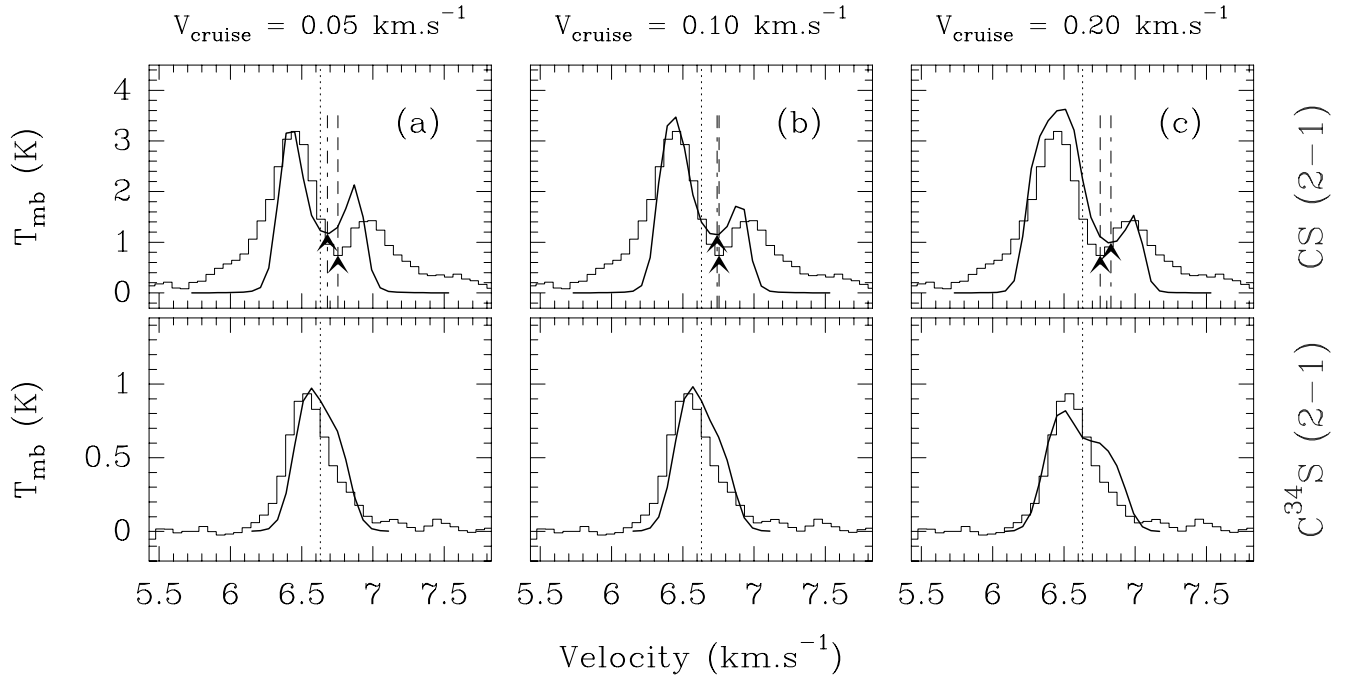 V_cruise = 0.05 km.s⁻¹ V_cruise = 0.10 km.s⁻¹ V_cruise = 0.20 km.s⁻¹
(a) (b) (c)
4
3
2
1
0
T_mb (K)
CS (2−1)
1
0.5
0
T_mb (K)
C³⁴S (2−1)
5.5 6 6.5 7 7.5 5.5 6 6.5 7 7.5 5.5 6 6.5 7 7.5
Velocity (km.s⁻¹)